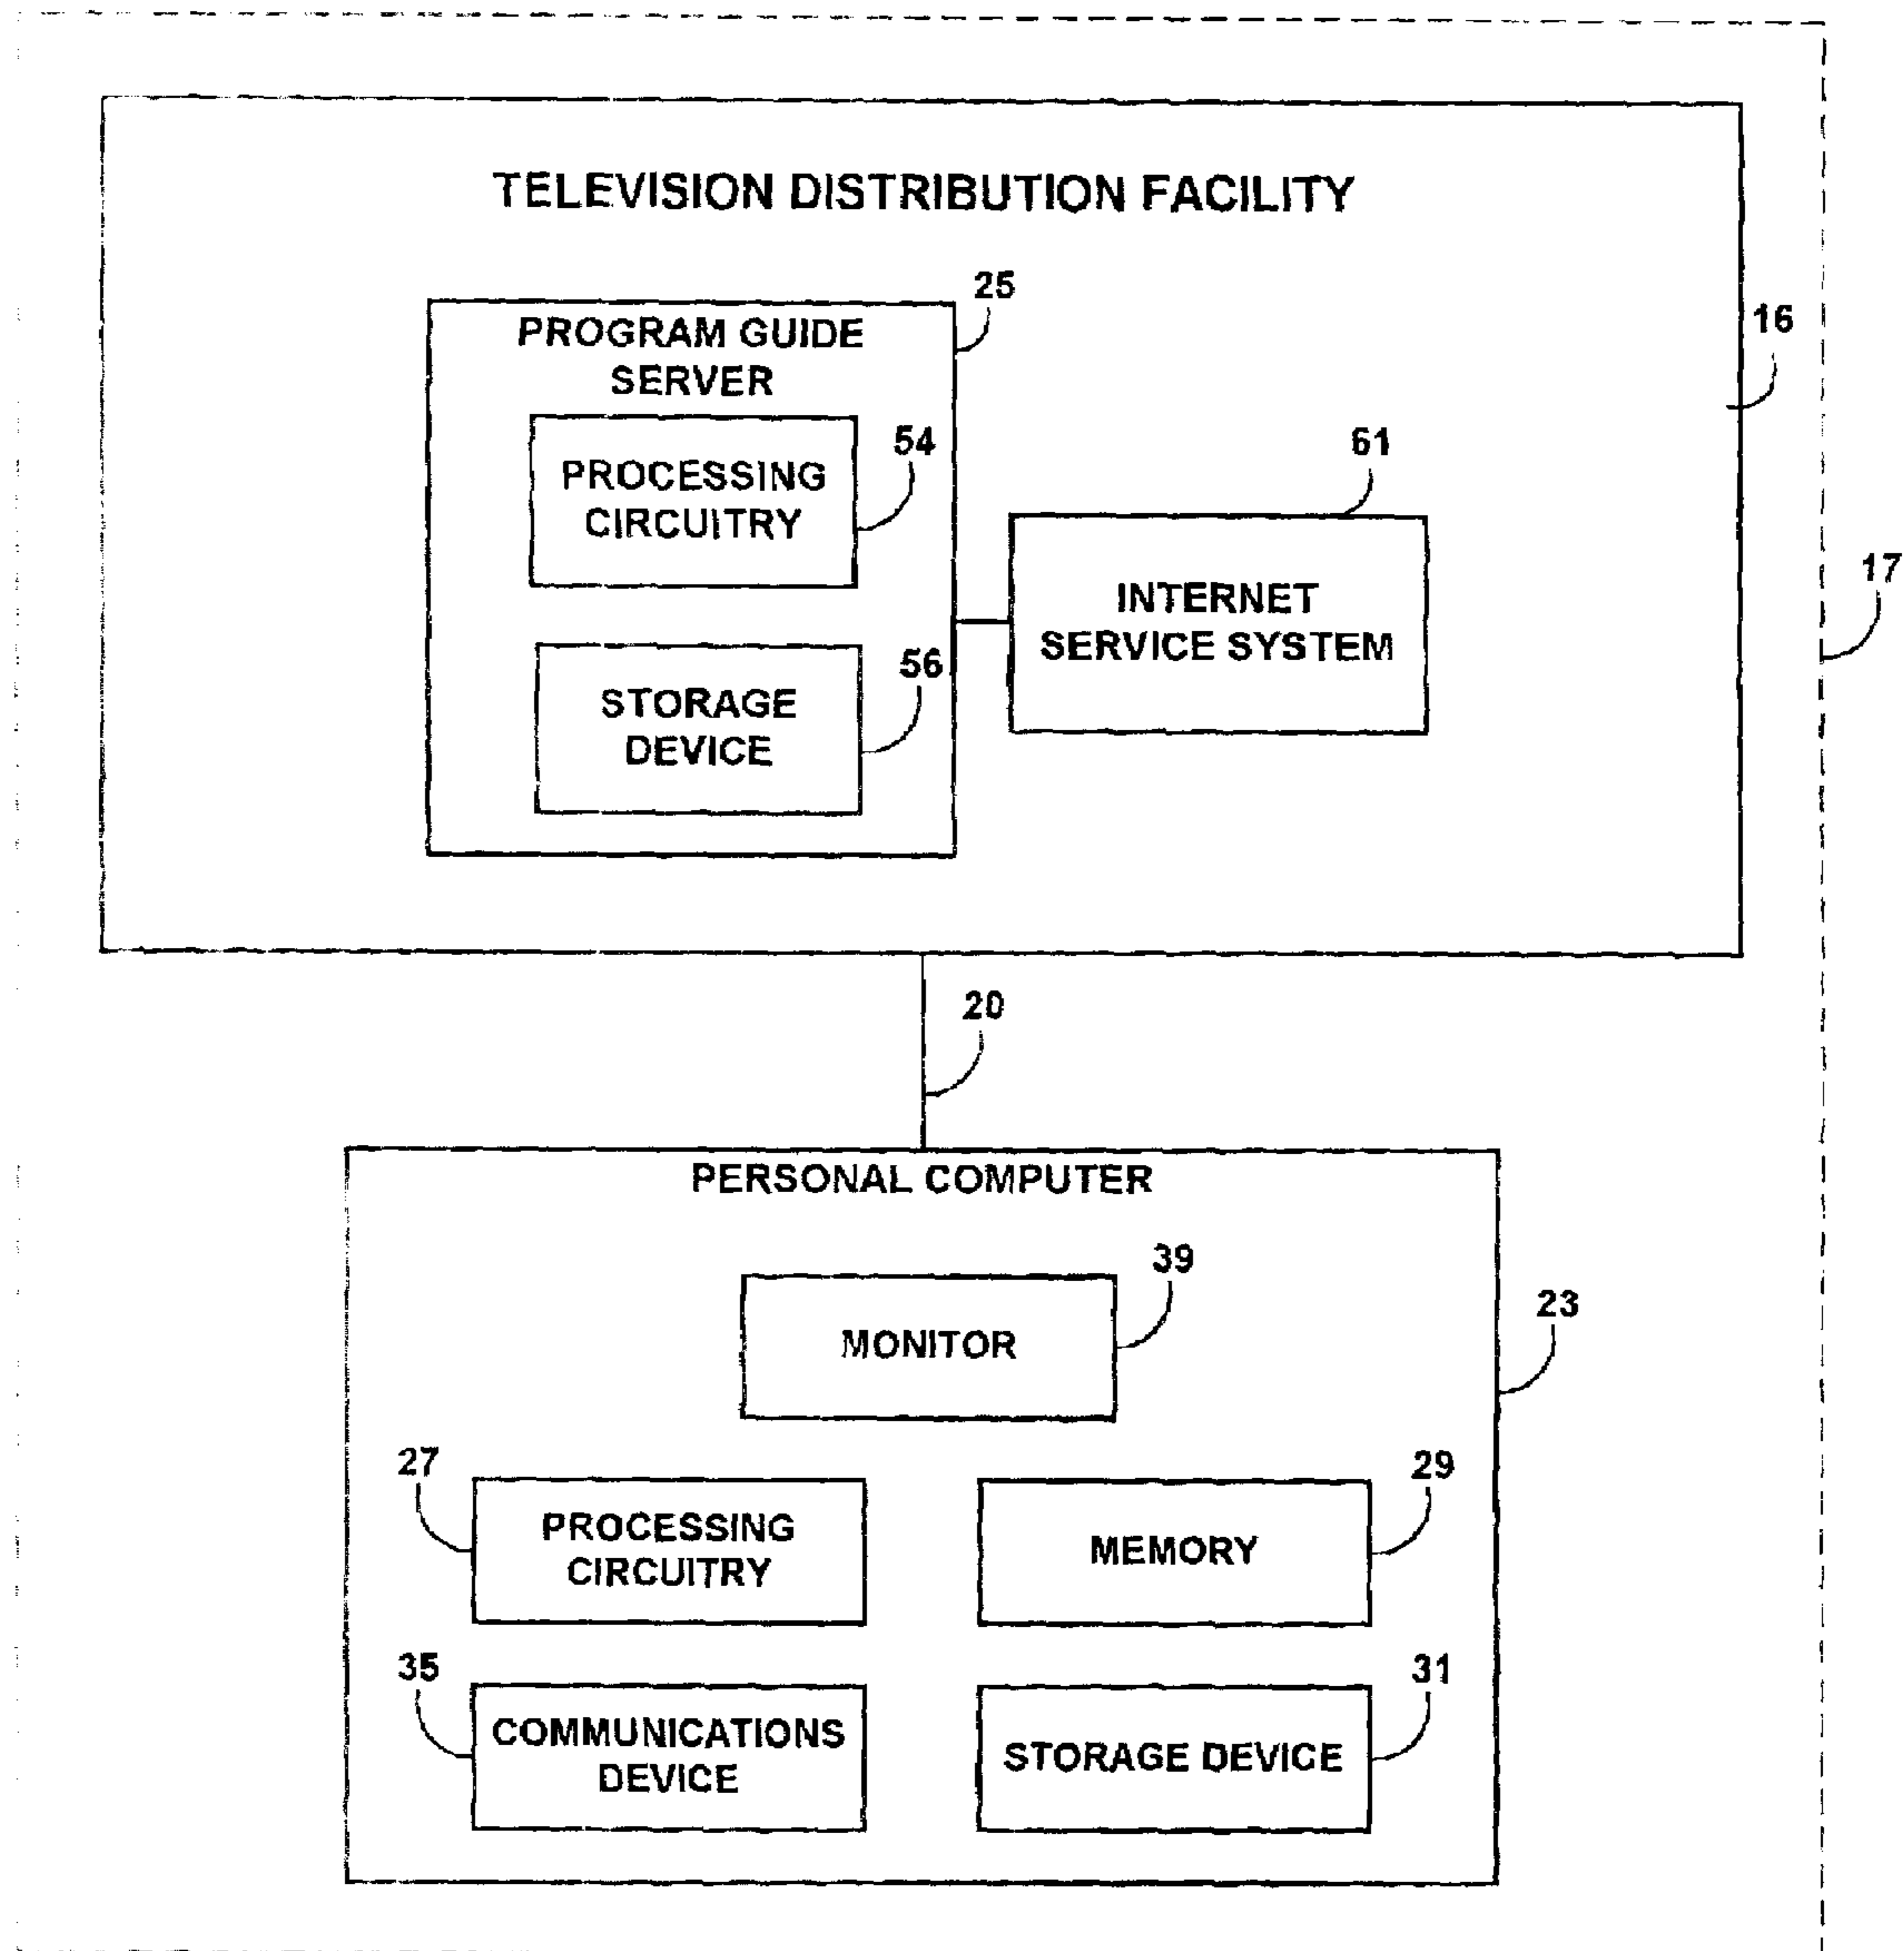 TELEVISION DISTRIBUTION FACILITY
25
PROGRAM GUIDE
SERVER
16
54
61
PROCESSING
CIRCUITRY
17
INTERNET
SERVICE SYSTEM
56
STORAGE
DEVICE
20
PERSONAL COMPUTER
39
23
MONITOR
27
29
PROCESSING
CIRCUITRY
MEMORY
35
31
COMMUNICATIONS
DEVICE
STORAGE DEVICE